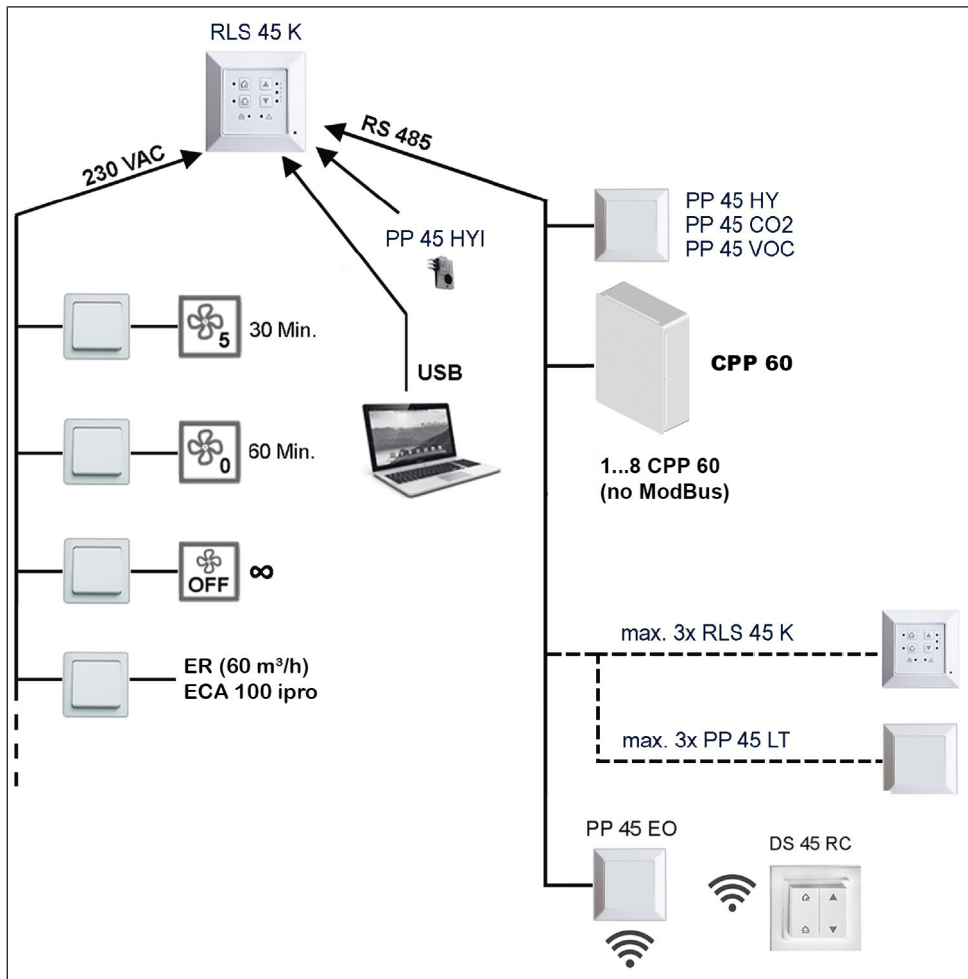 RLS 45 K
230 VAC
RS 485
PP 45 HYI
PP 45 HY
PP 45 CO2
PP 45 VOC
5
30 Min.
USB
CPP 60
0
60 Min.
1...8 CPP 60
(no ModBus)
OFF
∞
ER (60 m³/h)
ECA 100 ipro
max. 3x RLS 45 K
max. 3x PP 45 LT
PP 45 EO
DS 45 RC